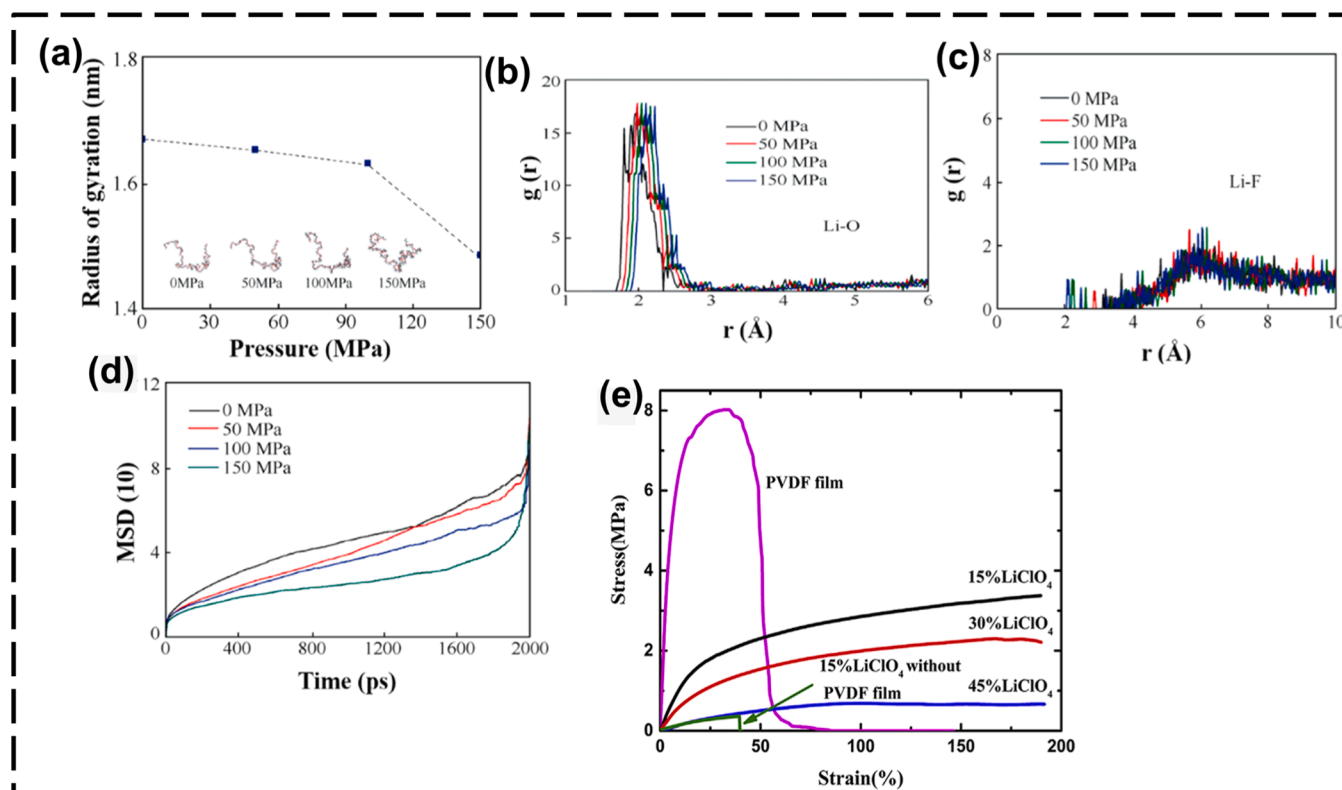 (a)
Radius of gyration (nm)
1.8
1.6
1.4
0MPa
50MPa
100MPa
150MPa
0
30
60
90
120
150
Pressure (MPa)
(b)
g (r)
20
15
10
5
0
0 MPa
50 MPa
100 MPa
150 MPa
Li-O
1
2
3
4
5
6
r (Å)
(c)
g (r)
8
6
4
2
0
0 MPa
50 MPa
100 MPa
150 MPa
Li-F
0
2
4
6
8
10
r (Å)
(d)
MSD (10)
12
8
4
0
0 MPa
50 MPa
100 MPa
150 MPa
0
400
800
1200
1600
2000
Time (ps)
(e)
Stress(MPa)
8
6
4
2
0
PVDF film
15%LiClO₄
30%LiClO₄
15%LiClO₄ without
PVDF film
45%LiClO₄
0
50
100
150
200
Strain(%)